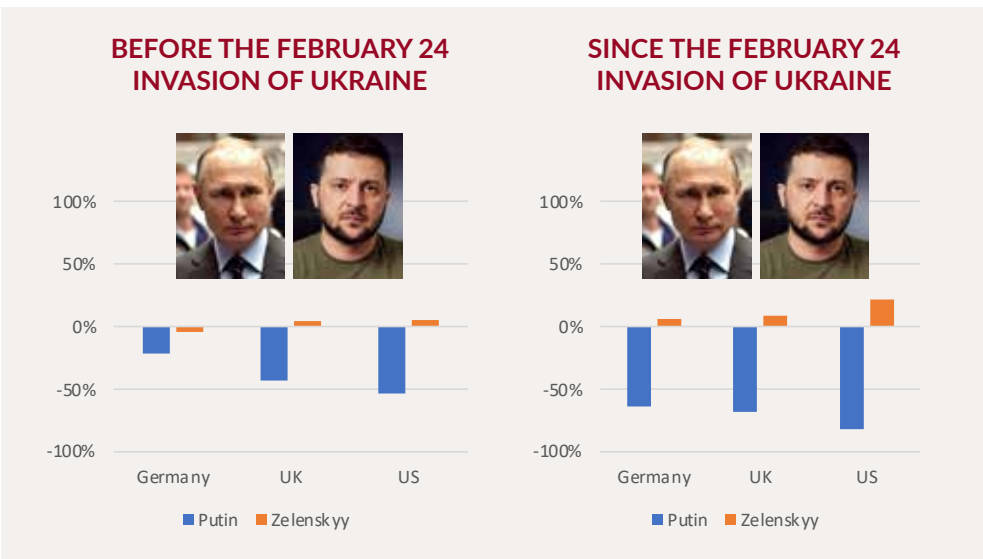 BEFORE THE FEBRUARY 24
INVASION OF UKRAINE
100%
50%
0%
-50%
-100%
Germany UK US
Putin Zelenskyy
SINCE THE FEBRUARY 24
INVASION OF UKRAINE
100%
50%
0%
-50%
-100%
Germany UK US
Putin Zelenskyy